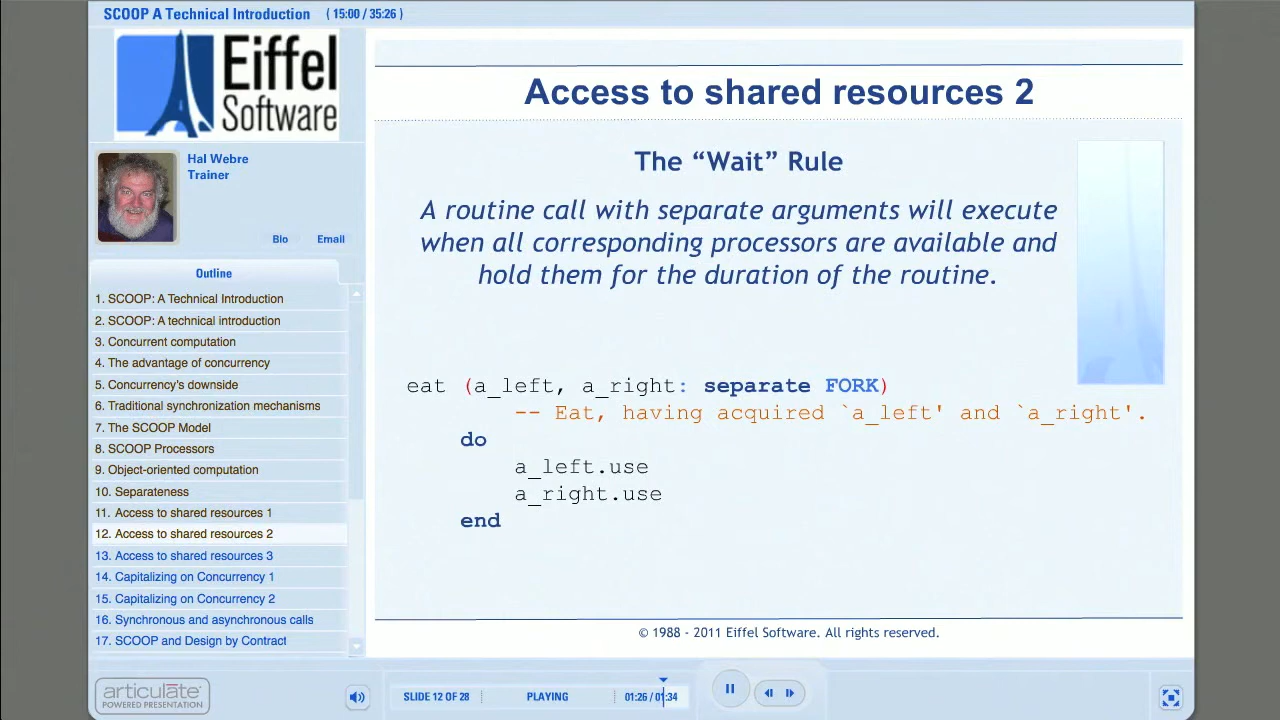 SCOOP A Technical Introduction ( 15:00 / 35:26 )
Eiffel
Software
Hal Webre
Trainer
Bio Email
Outline
1. SCOOP: A Technical Introduction
2. SCOOP: A technical introduction
3. Concurrent computation
4. The advantage of concurrency
5. Concurrency's downside
6. Traditional synchronization mechanisms
7. The SCOOP Model
8. SCOOP Processors
9. Object-oriented computation
10. Separateness
11. Access to shared resources 1
12. Access to shared resources 2
13. Access to shared resources 3
14. Capitalizing on Concurrency 1
15. Capitalizing on Concurrency 2
16. Synchronous and asynchronous calls
17. SCOOP and Design by Contract
Access to shared resources 2
The “Wait” Rule
A routine call with separate arguments will execute
when all corresponding processors are available and
hold them for the duration of the routine.
eat (a_left, a_right: separate FORK)
-- Eat, having acquired `a_left' and `a_right'.
do
a_left.use
a_right.use
end
© 1988 - 2011 Eiffel Software. All rights reserved.
articulate
POWERED PRESENTATION
SLIDE 12 OF 28 PLAYING 01:26 / 01:34